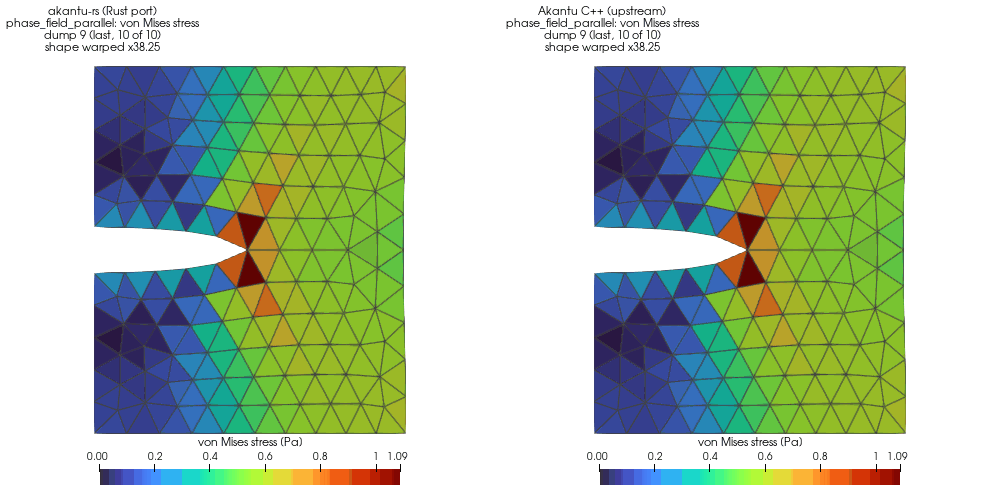 akantu-rs (Rust port)
phase_field_parallel: von Mises stress
dump 9 (last, 10 of 10)
shape warped x38.25
Akantu C++ (upstream)
phase_field_parallel: von Mises stress
dump 9 (last, 10 of 10)
shape warped x38.25
von Mises stress (Pa)
0.00 0.2 0.4 0.6 0.8 1 1.09
von Mises stress (Pa)
0.00 0.2 0.4 0.6 0.8 1 1.09